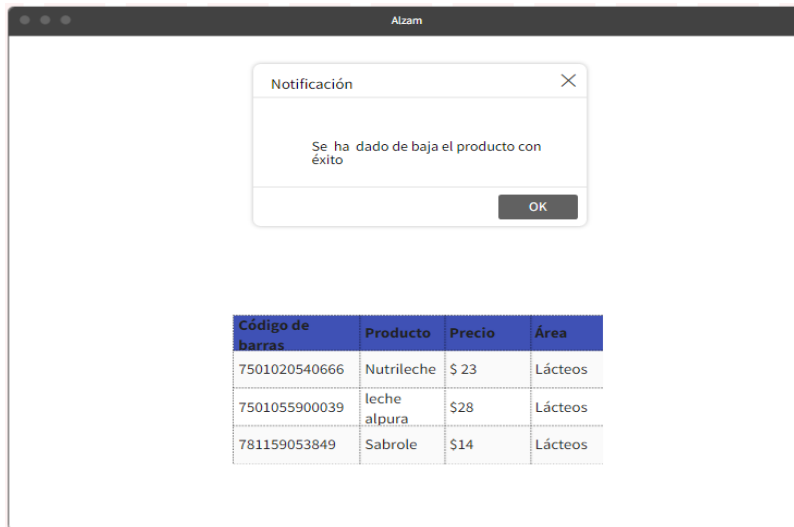 Alzam
Notificación
Se ha dado de baja el producto con
éxito
OK
Código de barras Producto Precio Área
7501020540666 Nutrileche $ 23 Lácteos
7501055900039 leche alpura $28 Lácteos
781159053849 Sabrole $14 Lácteos